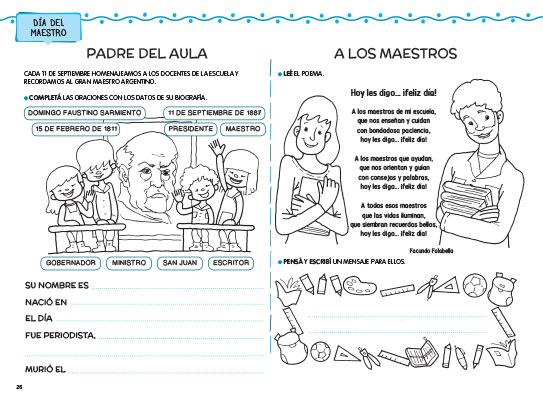 DÍA DEL
MAESTRO
PADRE DEL AULA
CADA 11 DE SEPTIEMBRE HOMENAJEAMOS A LOS DOCENTES DE LA ESCUELA Y
RECORDAMOS AL GRAN MAESTRO ARGENTINO.
COMPLETÁ LAS ORACIONES CON LOS DATOS DE SU BIOGRAFÍA.
DOMINGO FAUSTINO SARMIENTO
11 DE SEPTIEMBRE DE 1887
15 DE FEBRERO DE 1811
PRESIDENTE
MAESTRO
GOBERNADOR
MINISTRO
SAN JUAN
ESCRITOR
SU NOMBRE ES
NACIÓ EN
EL DÍA
FUE PERIODISTA,
MURIÓ EL
26
A LOS MAESTROS
LEÉ EL POEMA.
Hoy les digo... ¡feliz día!
A los maestros de mi escuela,
que nos enseñan y cuidan
con bondadosa paciencia,
hoy les digo... ¡feliz día!
A los maestros que ayudan,
que nos orientan y guían
con consejos y palabras,
hoy les digo... ¡feliz día!
A todos esos maestros
que las vidas iluminan,
que siembran recuerdos bellos,
hoy les digo... ¡feliz día!
Facundo Falabella
PENSÁ Y ESCRIBÍ UN MENSAJE PARA ELLOS.